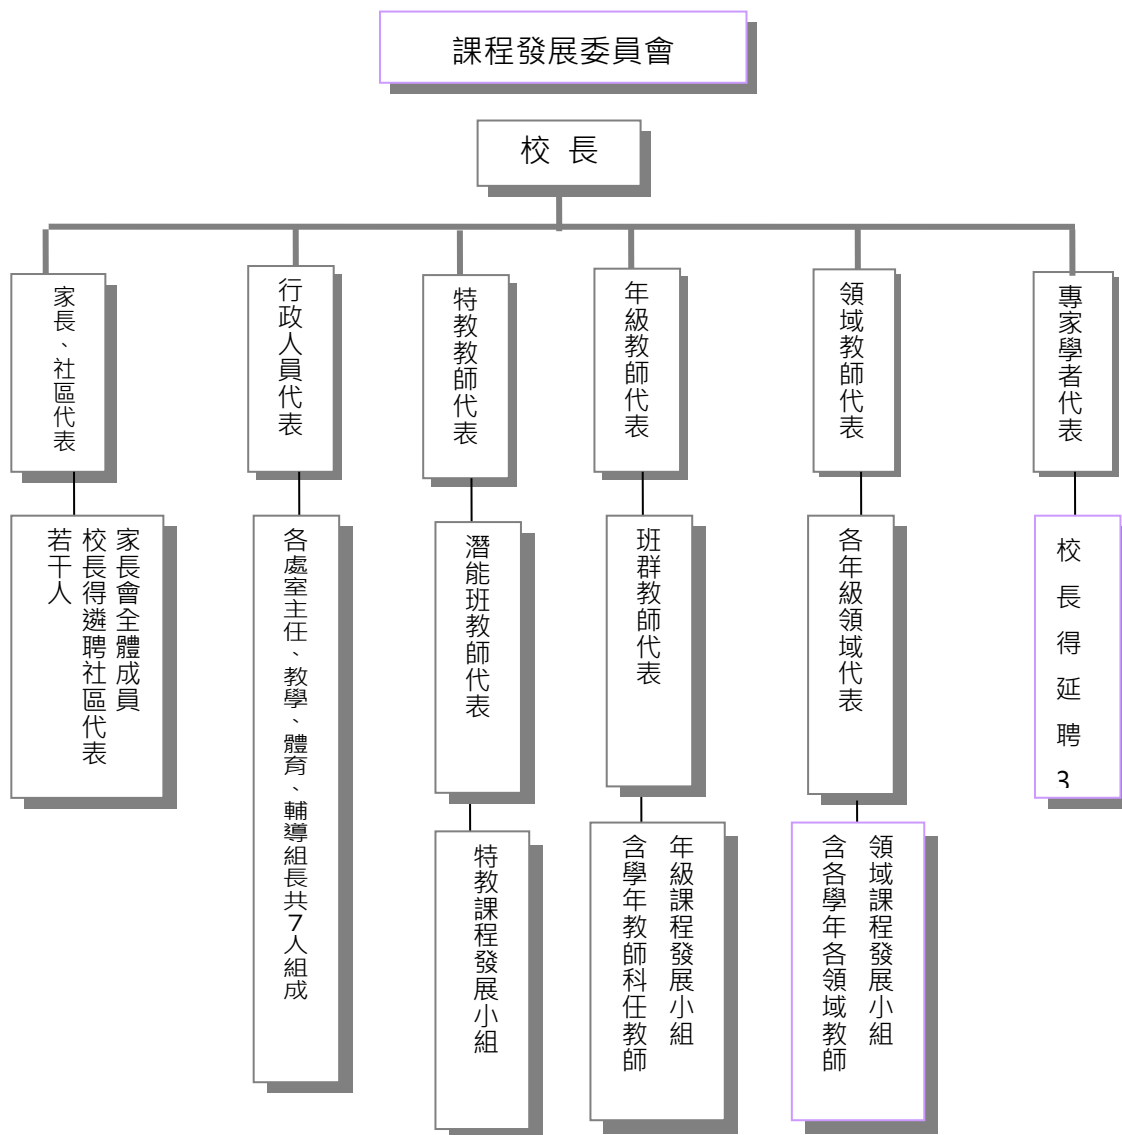 課程發展委員會
校 長
家長、社區代表
行政人員代表
特教教師代表
年級教師代表
領域教師代表
專家學者代表
家長會全體成員
校長得遴聘社區代表
若干人
各處室主任、教學、體育、輔導組長共7人組成
潛能班教師代表
班群教師代表
各年級領域代表
校長得延聘3
特教課程發展小組
年級課程發展小組
含學年教師科任教師
領域課程發展小組
含各學年各領域教師